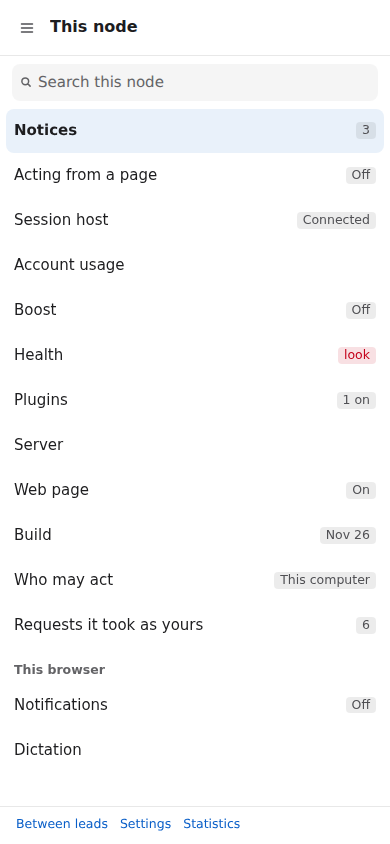 This node
Search this node
Notices 3
Acting from a page Off
Session host Connected
Account usage
Boost Off
Health look
Plugins 1 on
Server
Web page On
Build Nov 26
Who may act This computer
Requests it took as yours 6
This browser
Notifications Off
Dictation
Between leads Settings Statistics